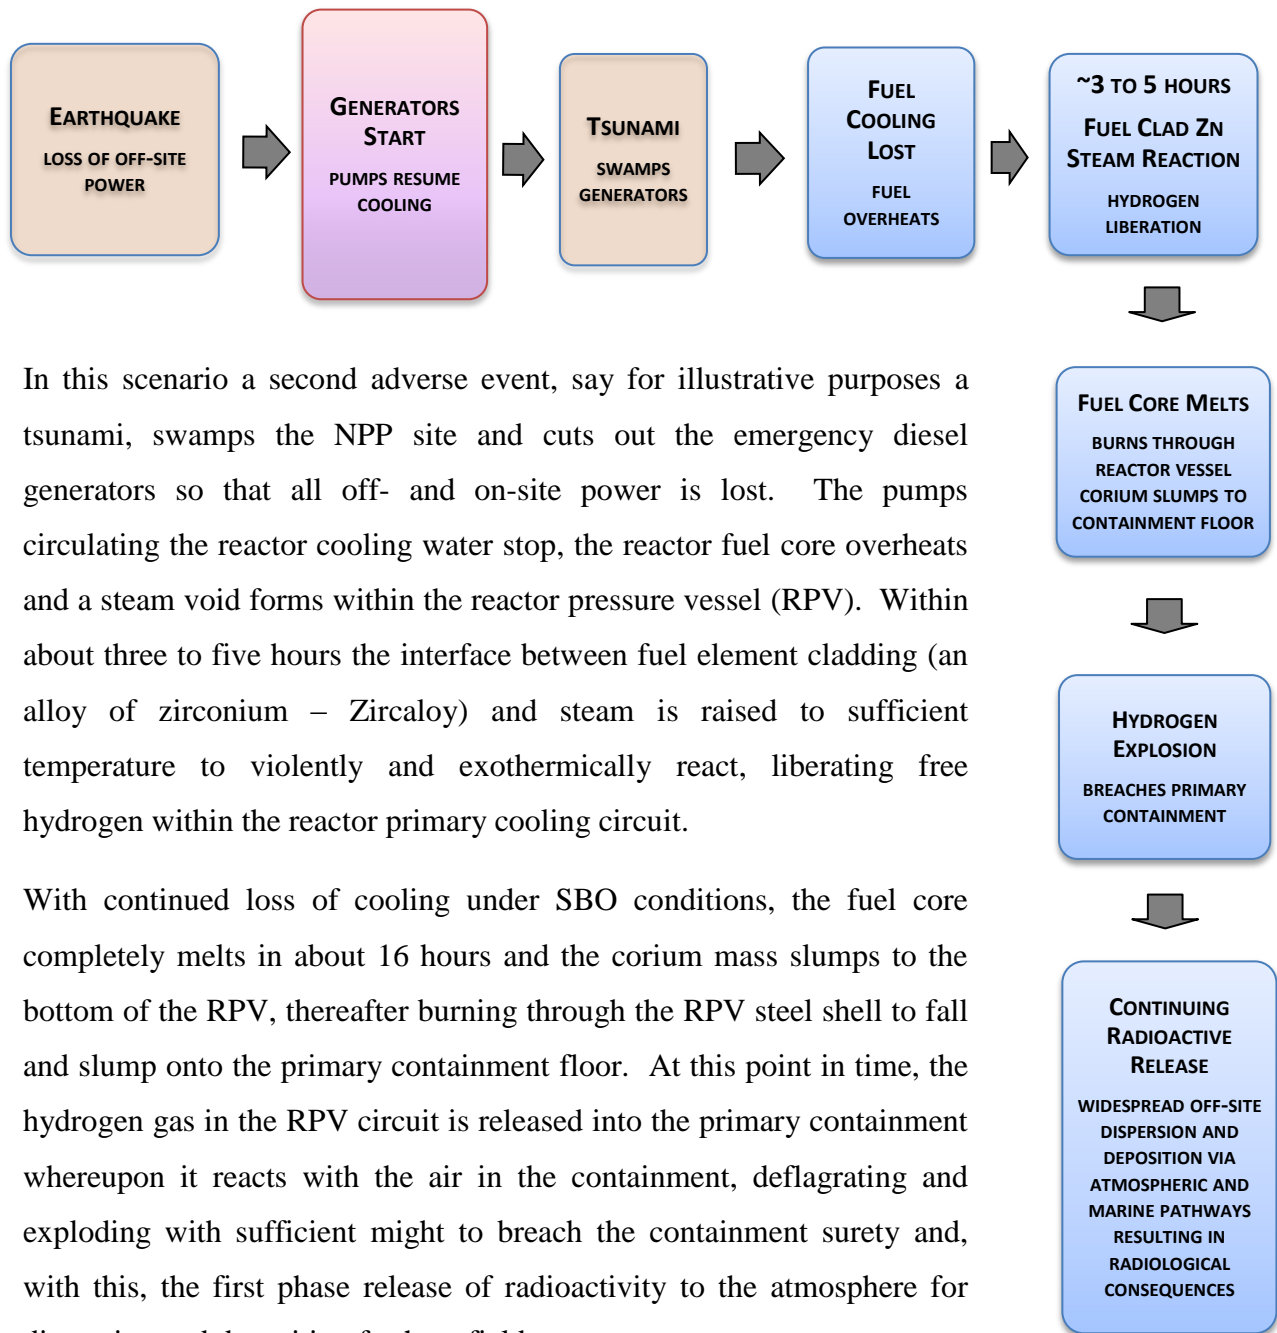 EARTHQUAKE
LOSS OF OFF-SITE
POWER
GENERATORS
START
PUMPS RESUME
COOLING
TSUNAMI
SWAMPS
GENERATORS
FUEL
COOLING
LOST
FUEL
OVERHEATS
~3 TO 5 HOURS
FUEL CLAD ZN
STEAM REACTION
HYDROGEN
LIBERATION
FUEL CORE MELTS
BURNS THROUGH
REACTOR VESSEL
CORIUM SLUMPS TO
CONTAINMENT FLOOR
HYDROGEN
EXPLOSION
BREACHES PRIMARY
CONTAINMENT
CONTINUING
RADIOACTIVE
RELEASE
WIDESPREAD OFF-SITE
DISPERSION AND
DEPOSITION VIA
ATMOSPHERIC AND
MARINE PATHWAYS
RESULTING IN
RADIOLOGICAL
CONSEQUENCES
In this scenario a second adverse event, say for illustrative purposes a
tsunami, swamps the NPP site and cuts out the emergency diesel
generators so that all off- and on-site power is lost. The pumps
circulating the reactor cooling water stop, the reactor fuel core overheats
and a steam void forms within the reactor pressure vessel (RPV). Within
about three to five hours the interface between fuel element cladding (an
alloy of zirconium – Zircaloy) and steam is raised to sufficient
temperature to violently and exothermically react, liberating free
hydrogen within the reactor primary cooling circuit.
With continued loss of cooling under SBO conditions, the fuel core
completely melts in about 16 hours and the corium mass slumps to the
bottom of the RPV, thereafter burning through the RPV steel shell to fall
and slump onto the primary containment floor. At this point in time, the
hydrogen gas in the RPV circuit is released into the primary containment
whereupon it reacts with the air in the containment, deflagrating and
exploding with sufficient might to breach the containment surety and,
with this, the first phase release of radioactivity to the atmosphere for